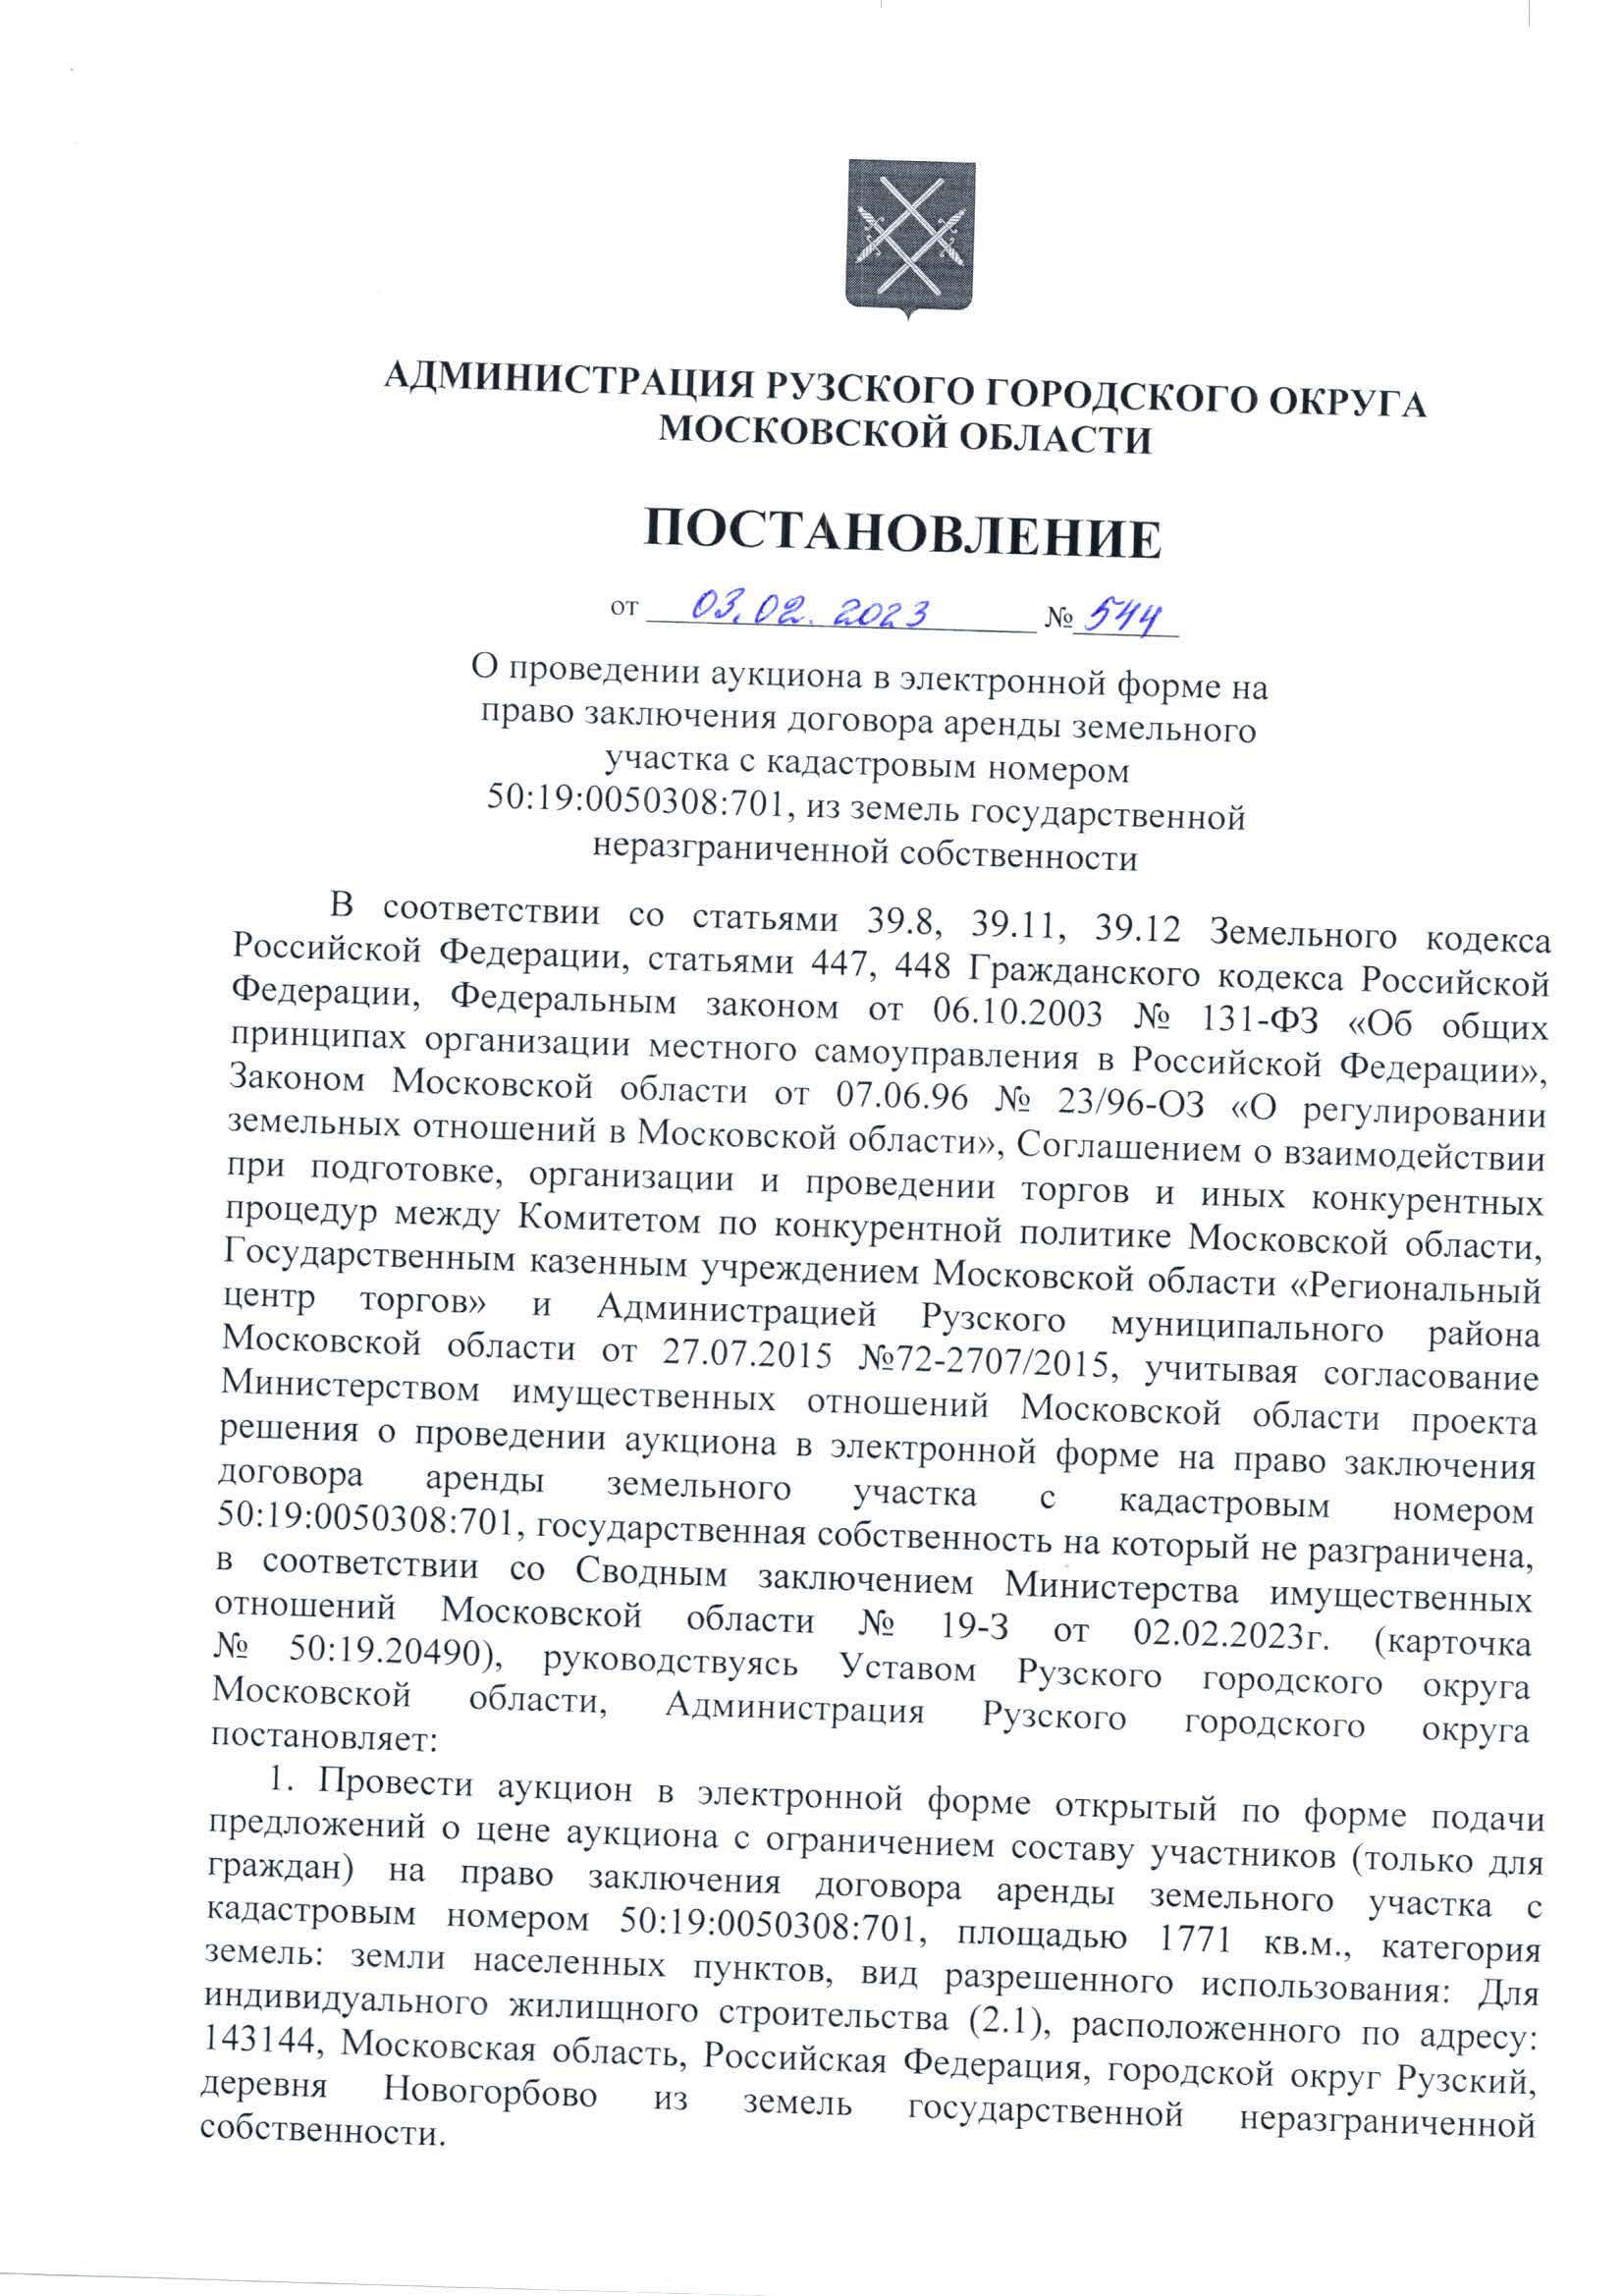 АДМИНИСТРАЦИЯ РУЗСКОГО ГОРОДСКОГО ОКРУГА
МОСКОВСКОЙ ОБЛАСТИ
ПОСТАНОВЛЕНИЕ
от 03.02.2023 № 544
О проведении аукциона в электронной форме на
право заключения договора аренды земельного
участка с кадастровым номером
50:19:0050308:701, из земель государственной
неразграниченной собственности
В соответствии со статьями 39.8, 39.11, 39.12 Земельного кодекса
Российской Федерации, статьями 447, 448 Гражданского кодекса Российской
Федерации, Федеральным законом от 06.10.2003 № 131-ФЗ «Об общих
принципах организации местного самоуправления в Российской Федерации»,
Законом Московской области от 07.06.96 № 23/96-ОЗ «О регулировании
земельных отношений в Московской области», Соглашением о взаимодействии
при подготовке, организации и проведении торгов и иных конкурентных
процедур между Комитетом по конкурентной политике Московской области,
Государственным казенным учреждением Московской области «Региональный
центр торгов» и Администрацией Рузского муниципального района
Московской области от 27.07.2015 №72-2707/2015, учитывая согласование
Министерством имущественных отношений Московской области проекта
решения о проведении аукциона в электронной форме на право заключения
договора аренды земельного участка с кадастровым номером
50:19:0050308:701, государственная собственность на который не разграничена,
в соответствии со Сводным заключением Министерства имущественных
отношений Московской области № 19-З от 02.02.2023г. (карточка
№ 50:19.20490), руководствуясь Уставом Рузского городского округа
Московской области, Администрация Рузского городского округа
постановляет:
1. Провести аукцион в электронной форме открытый по форме подачи
предложений о цене аукциона с ограничением составу участников (только для
граждан) на право заключения договора аренды земельного участка с
кадастровым номером 50:19:0050308:701, площадью 1771 кв.м., категория
земель: земли населенных пунктов, вид разрешенного использования: Для
индивидуального жилищного строительства (2.1), расположенного по адресу:
143144, Московская область, Российская Федерация, городской округ Рузский,
деревня Новогорбово из земель государственной неразграниченной
собственности.